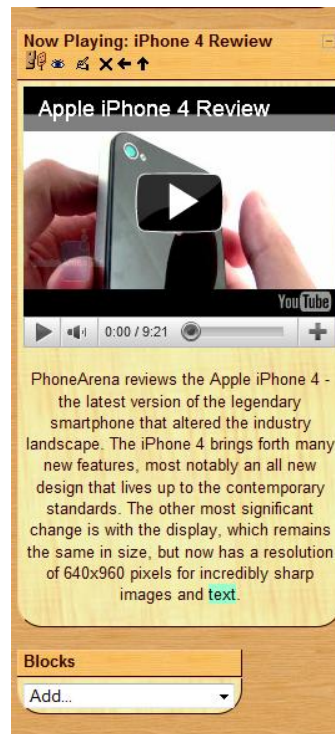 Now Playing: iPhone 4 Rewiew
Apple iPhone 4 Review
YouTube
0:00 / 9:21
PhoneArena reviews the Apple iPhone 4 -
the latest version of the legendary
smartphone that altered the industry
landscape. The iPhone 4 brings forth many
new features, most notably an all new
design that lives up to the contemporary
standards. The other most significant
change is with the display, which remains
the same in size, but now has a resolution
of 640x960 pixels for incredibly sharp
images and text.
Blocks
Add...